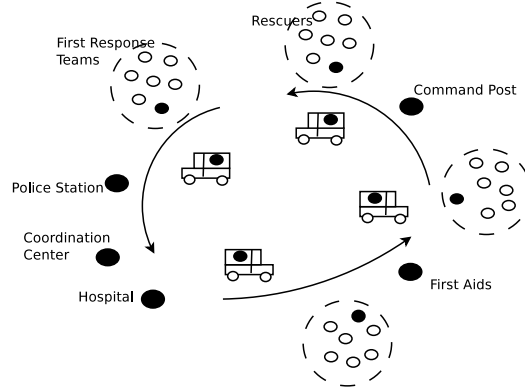 Rescuers
First Response
Teams
Command Post
Police Station
Coordination
Center
Hospital
First Aids